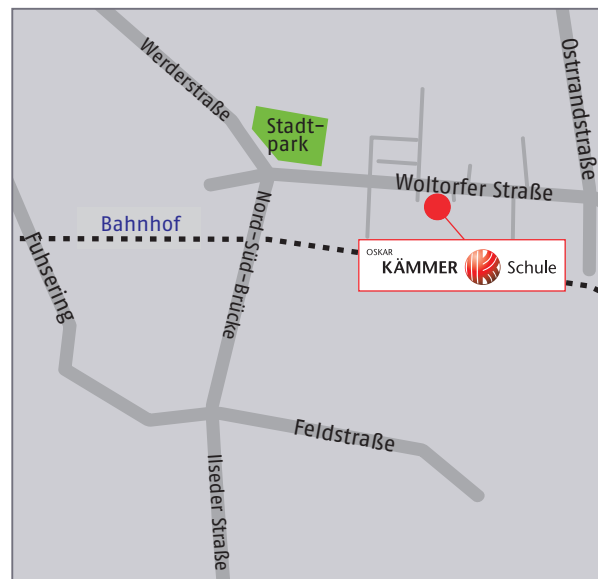 Werderstraße
Ostrrandstraße
Stadt-
park
Woltorfer Straße
Bahnhof
Nord-Süd-Brücke
Fuhsering
OSKAR
KÄMMER Schule
Feldstraße
Ilseder Straße